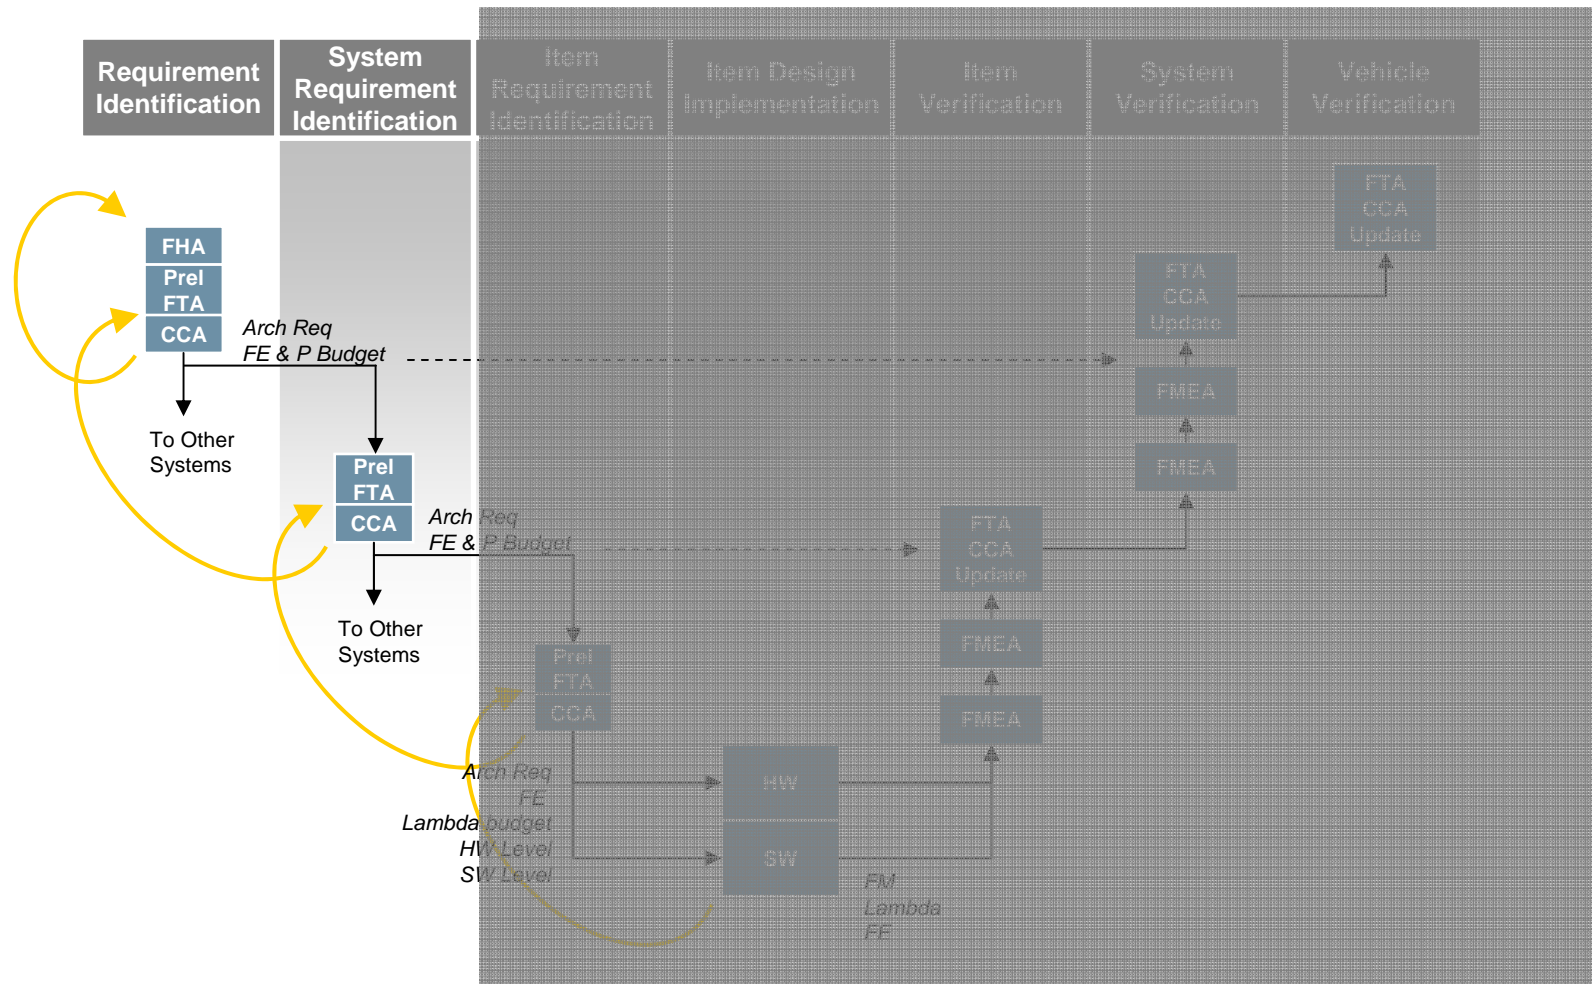 Requirement
Identification
System
Requirement
Identification
Item
Requirement
Identification
Item Design
Implementation
Item
Verification
System
Verification
Vehicle
Verification
FTA
CCA
Update
FHA
Prel
FTA
CCA
Arch Req
FE & P Budget
To Other
Systems
FTA
CCA
Update
FMEA
FMEA
Prel
FTA
CCA
Arch Req
FE & P Budget
To Other
Systems
FTA
CCA
Update
FMEA
FMEA
Prel
FTA
CCA
Arch Req
FE
Lambda budget
HW Level
SW Level
HW
SW
FM
Lambda
FE